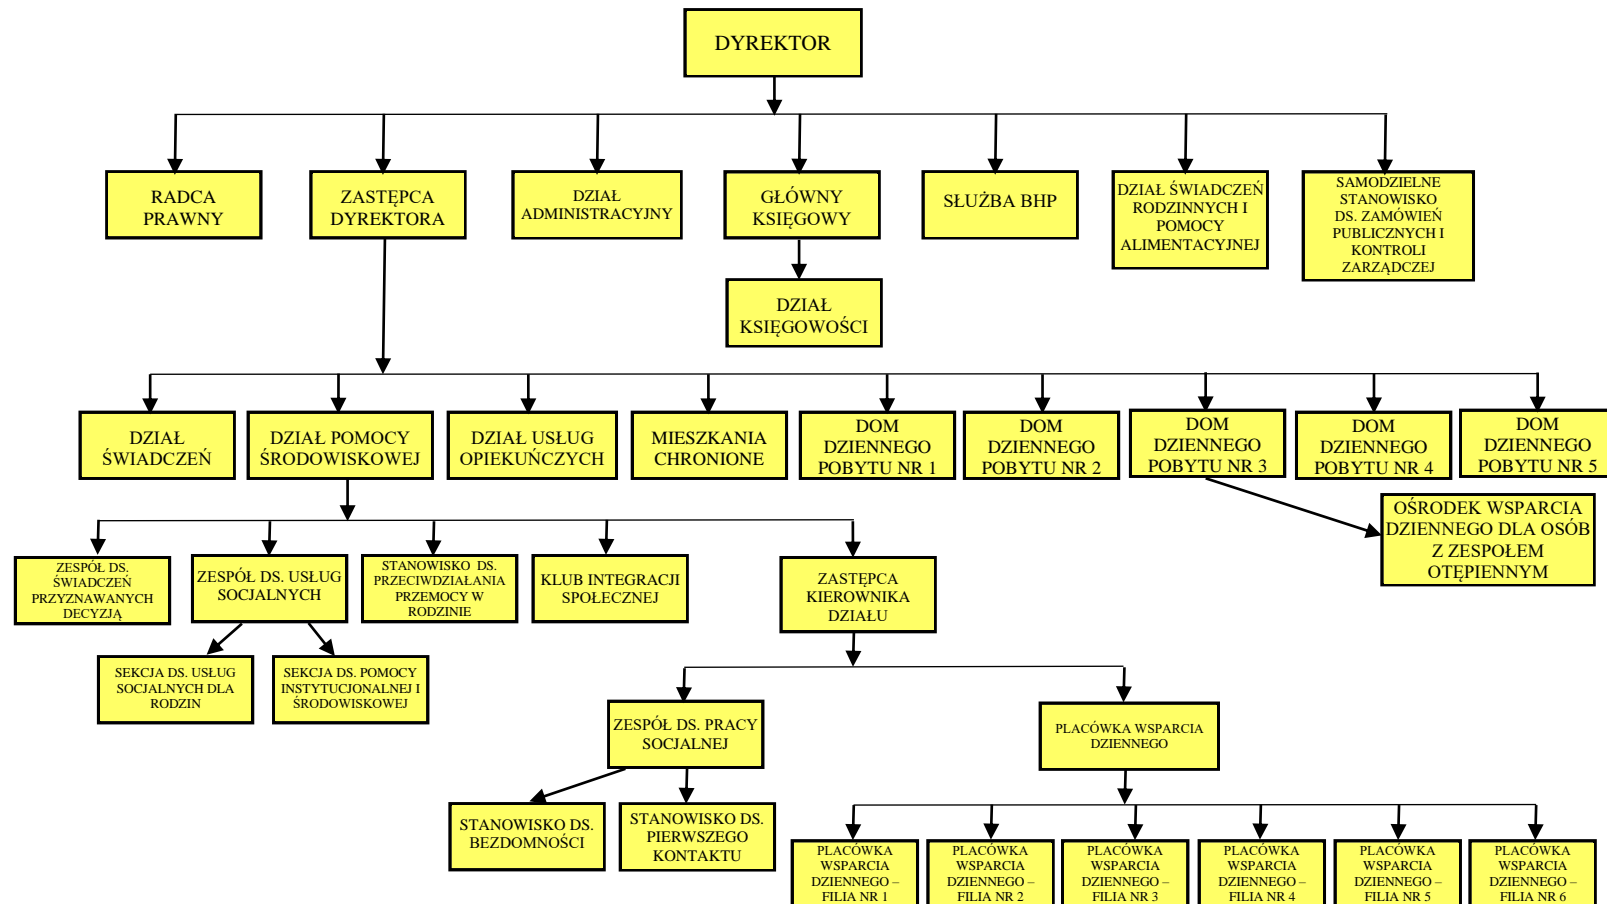 DYREKTOR
RADCA
PRAWNY
ZASTĘPCA
DYREKTORA
DZIAŁ
ADMINISTRACYJNY
GŁÓWNY
KSIĘGOWY
SŁUŻBA BHP
DZIAŁ ŚWIADCZEŃ
RODZINNYCH I
POMOCY
ALIMENTACYJNEJ
SAMODZIELNE
STANOWISKO
DS. ZAMÓWIEŃ
PUBLICZNYCH I
KONTROLI
ZARZĄDCZEJ
DZIAŁ
KSIĘGOWOŚCI
DZIAŁ
ŚWIADCZEŃ
DZIAŁ POMOCY
ŚRODOWISKOWEJ
DZIAŁ USŁUG
OPIEKUŃCZYCH
MIESZKANIA
CHRONIONE
DOM
DZIENNEGO
POBYTU NR 1
DOM
DZIENNEGO
POBYTU NR 2
DOM
DZIENNEGO
POBYTU NR 3
DOM
DZIENNEGO
POBYTU NR 4
DOM
DZIENNEGO
POBYTU NR 5
OŚRODEK WSPARCIA
DZIENNEGO DLA OSÓB
Z ZESPOŁEM
OTĘPIENNYM
ZESPÓŁ DS.
ŚWIADCZEŃ
PRZYZNAWANYCH
DECYZJĄ
ZESPÓŁ DS. USŁUG
SOCJALNYCH
STANOWISKO DS.
PRZECIWDZIAŁANIA
PRZEMOCY W
RODZINIE
KLUB INTEGRACJI
SPOŁECZNEJ
ZASTĘPCA
KIEROWNIKA
DZIAŁU
SEKCJA DS. USŁUG
SOCJALNYCH DLA
RODZIN
SEKCJA DS. POMOCY
INSTYTUCJONALNEJ I
ŚRODOWISKOWEJ
ZESPÓŁ DS. PRACY
SOCJALNEJ
PLACÓWKA WSPARCIA
DZIENNEGO
STANOWISKO DS.
BEZDOMNOŚCI
STANOWISKO DS.
PIERWSZEGO
KONTAKTU
PLACÓWKA
WSPARCIA
DZIENNEGO –
FILIA NR 1
PLACÓWKA
WSPARCIA
DZIENNEGO –
FILIA NR 2
PLACÓWKA
WSPARCIA
DZIENNEGO –
FILIA NR 3
PLACÓWKA
WSPARCIA
DZIENNEGO –
FILIA NR 4
PLACÓWKA
WSPARCIA
DZIENNEGO –
FILIA NR 5
PLACÓWKA
WSPARCIA
DZIENNEGO –
FILIA NR 6